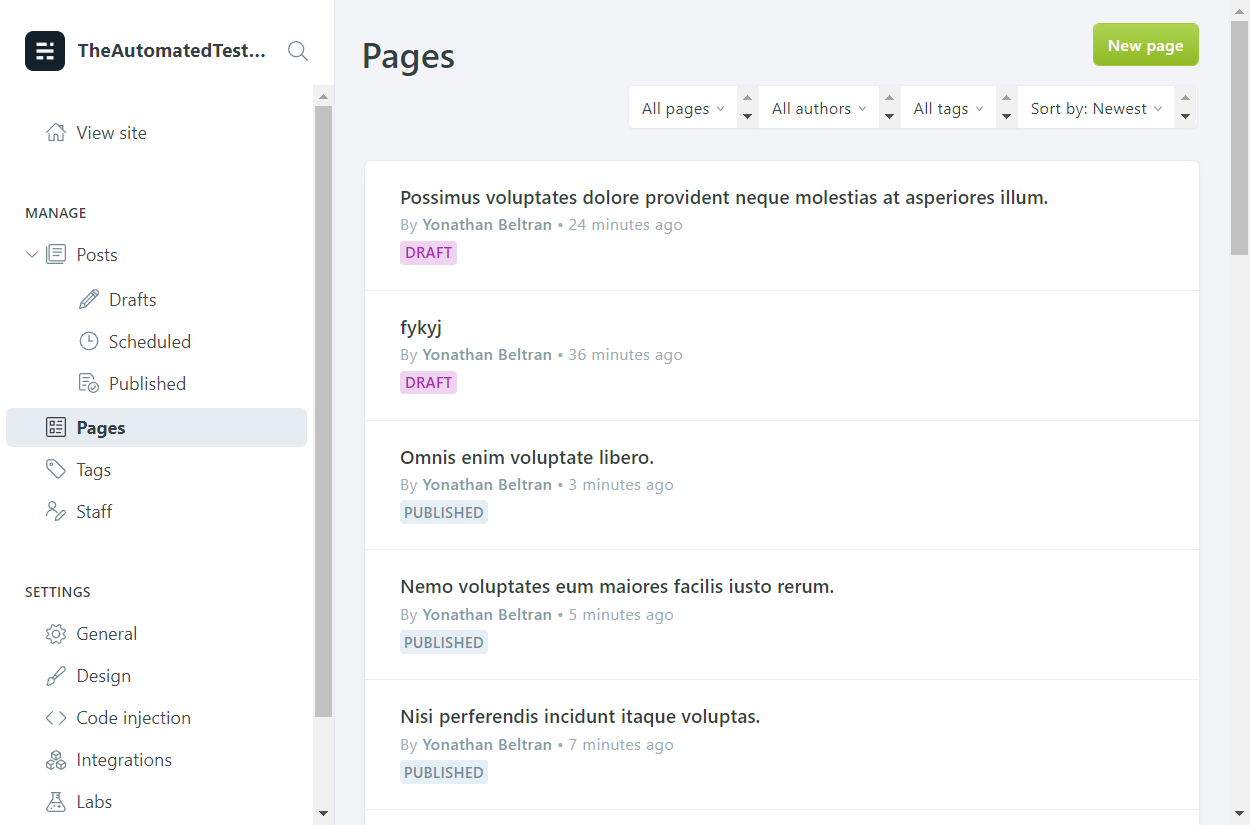 TheAutomatedTest...
View site
MANAGE
Posts
Drafts
Scheduled
Published
Pages
Tags
Staff
SETTINGS
General
Design
Code injection
Integrations
Labs
Pages
New page
All pages
All authors
All tags
Sort by: Newest
Possimus voluptates dolore provident neque molestias at asperiores illum.
By Yonathan Beltran • 24 minutes ago
DRAFT
fykyj
By Yonathan Beltran • 36 minutes ago
DRAFT
Omnis enim voluptate libero.
By Yonathan Beltran • 3 minutes ago
PUBLISHED
Nemo voluptates eum maiores facilis iusto rerum.
By Yonathan Beltran • 5 minutes ago
PUBLISHED
Nisi perferendis incidunt itaque voluptas.
By Yonathan Beltran • 7 minutes ago
PUBLISHED